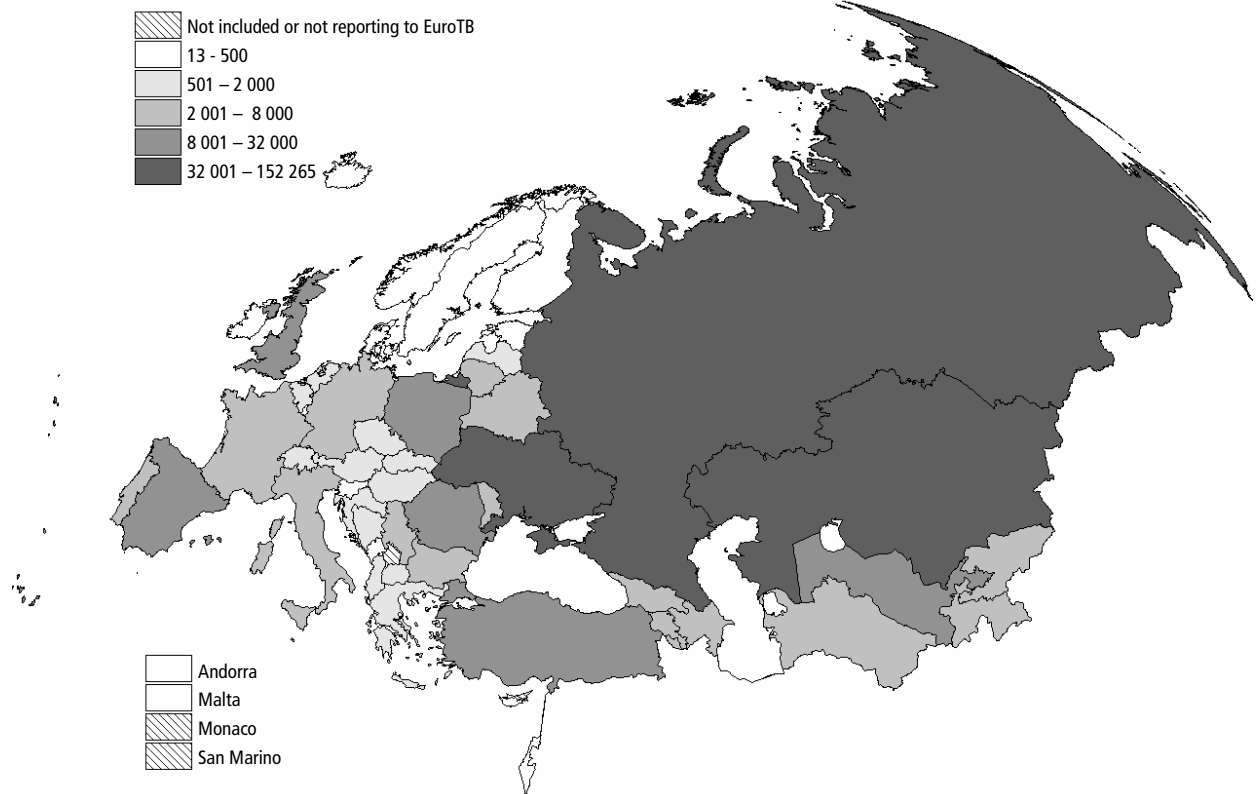 Not included or not reporting to EuroTB
13 - 500
501 – 2 000
2 001 –  8 000
8 001 – 32 000
32 001 – 152 265
Andorra
Malta
Monaco
San Marino